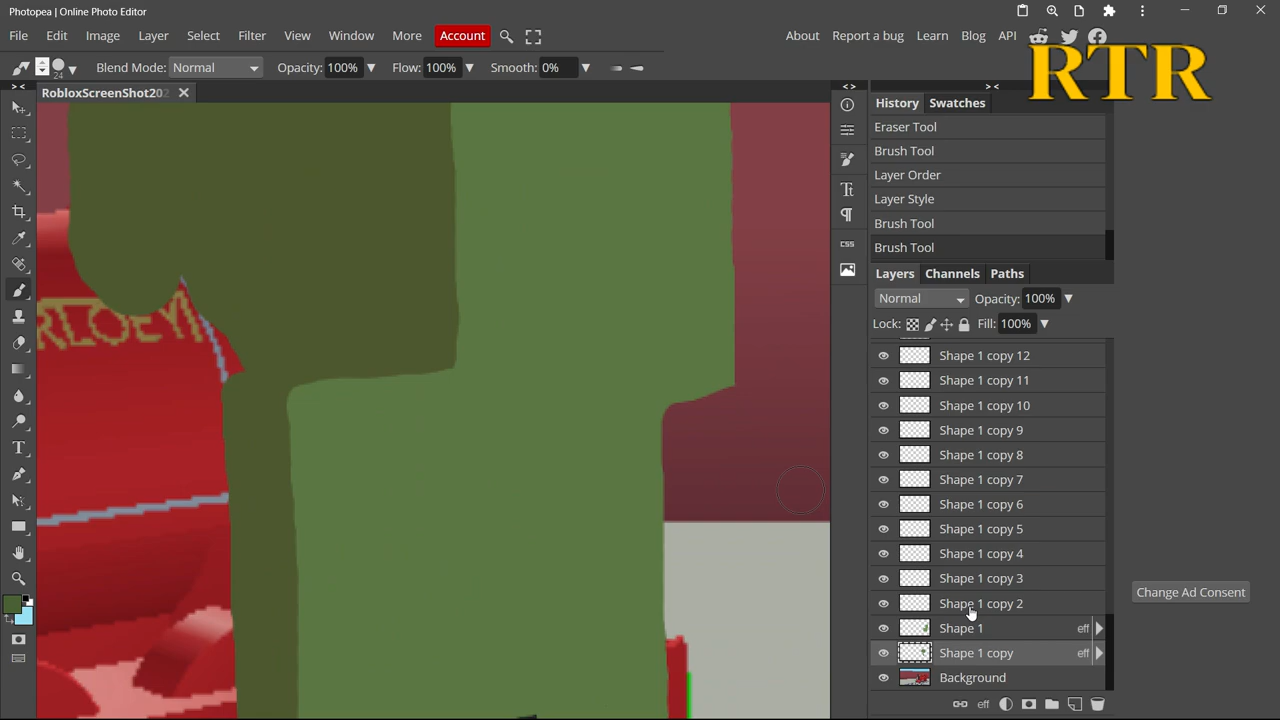 Photopea | Online Photo Editor
File Edit Image Layer Select Filter View Window More Account About Report a bug Learn Blog API
RTR
24 Blend Mode: Normal Opacity: 100% Flow: 100% Smooth: 0%
RobloxScreenShot202
History Swatches
Eraser Tool
Brush Tool
Layer Order
Layer Style
Brush Tool
Brush Tool
CSS
Layers Channels Paths
Normal Opacity: 100%
Lock: Fill: 100%
Shape 1 copy 12
Shape 1 copy 11
Shape 1 copy 10
Shape 1 copy 9
Shape 1 copy 8
Shape 1 copy 7
Shape 1 copy 6
Shape 1 copy 5
Shape 1 copy 4
Shape 1 copy 3
Shape 1 copy 2
Shape 1 eff
Shape 1 copy eff
Background
eff
Change Ad Consent